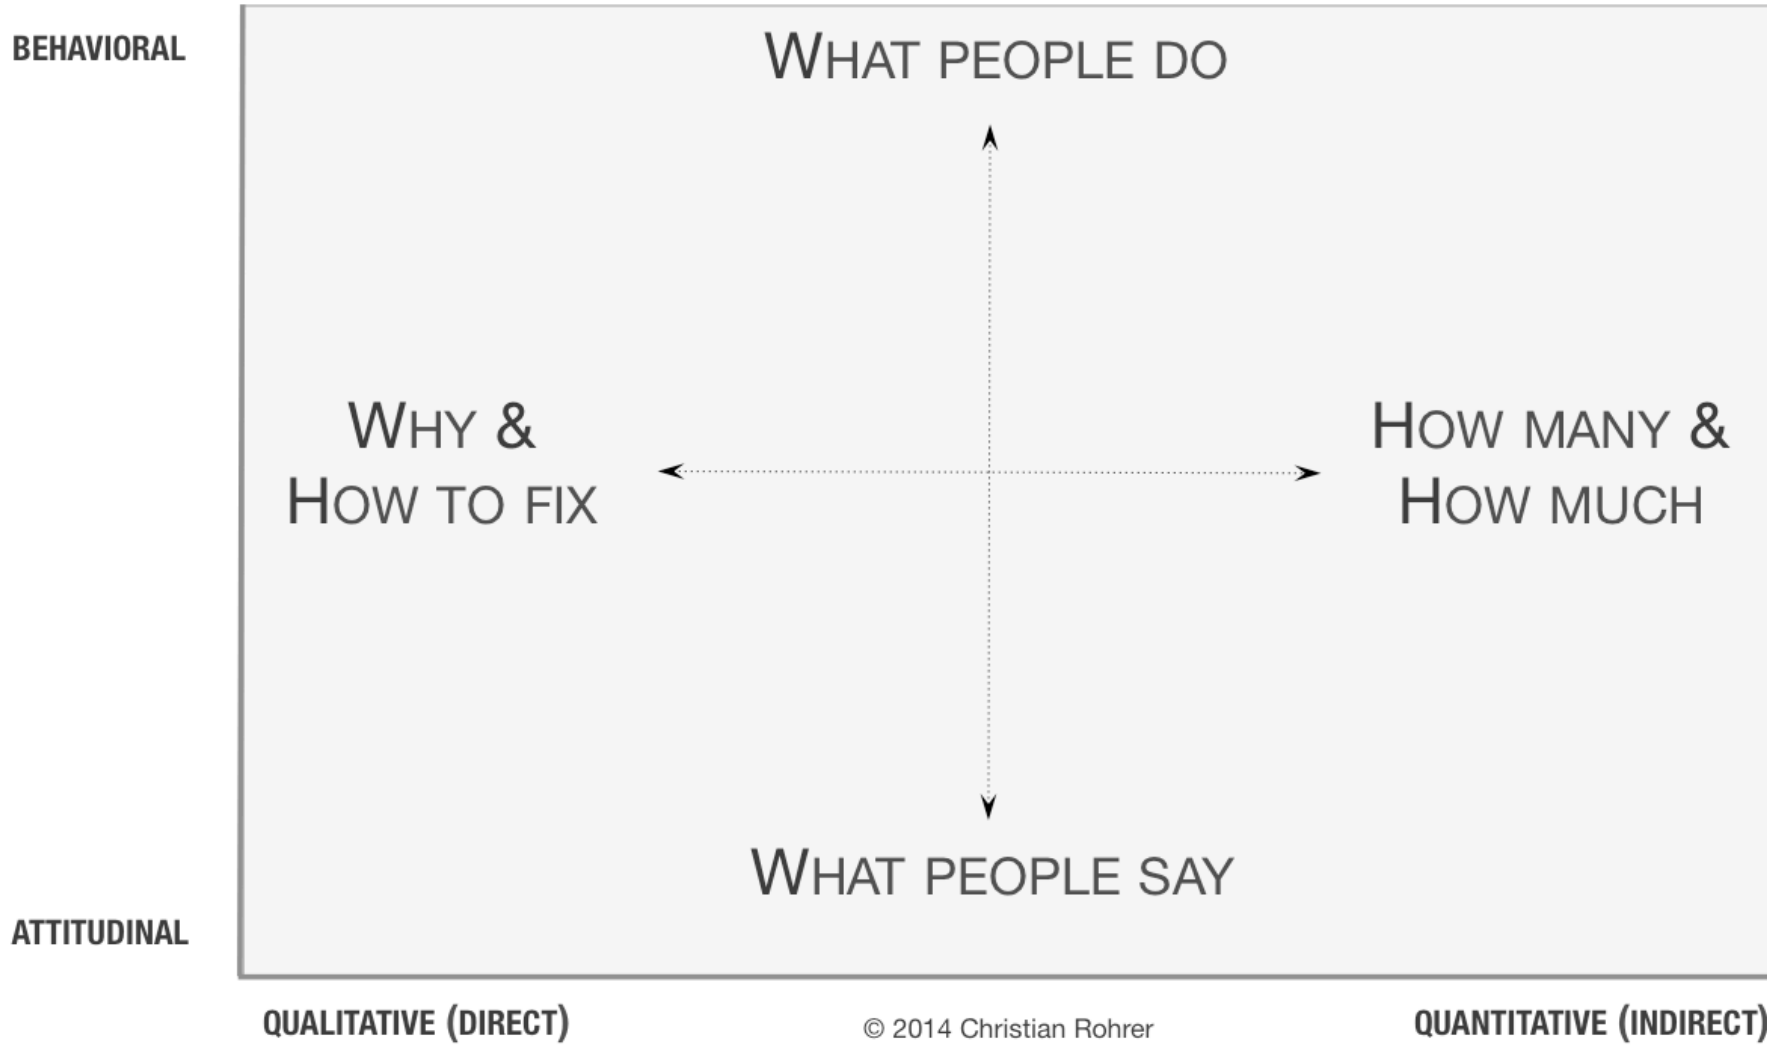 BEHAVIORAL
WHAT PEOPLE DO
WHY &
HOW TO FIX
HOW MANY &
HOW MUCH
WHAT PEOPLE SAY
ATTITUDINAL
QUALITATIVE (DIRECT)
© 2014 Christian Rohrer
QUANTITATIVE (INDIRECT)